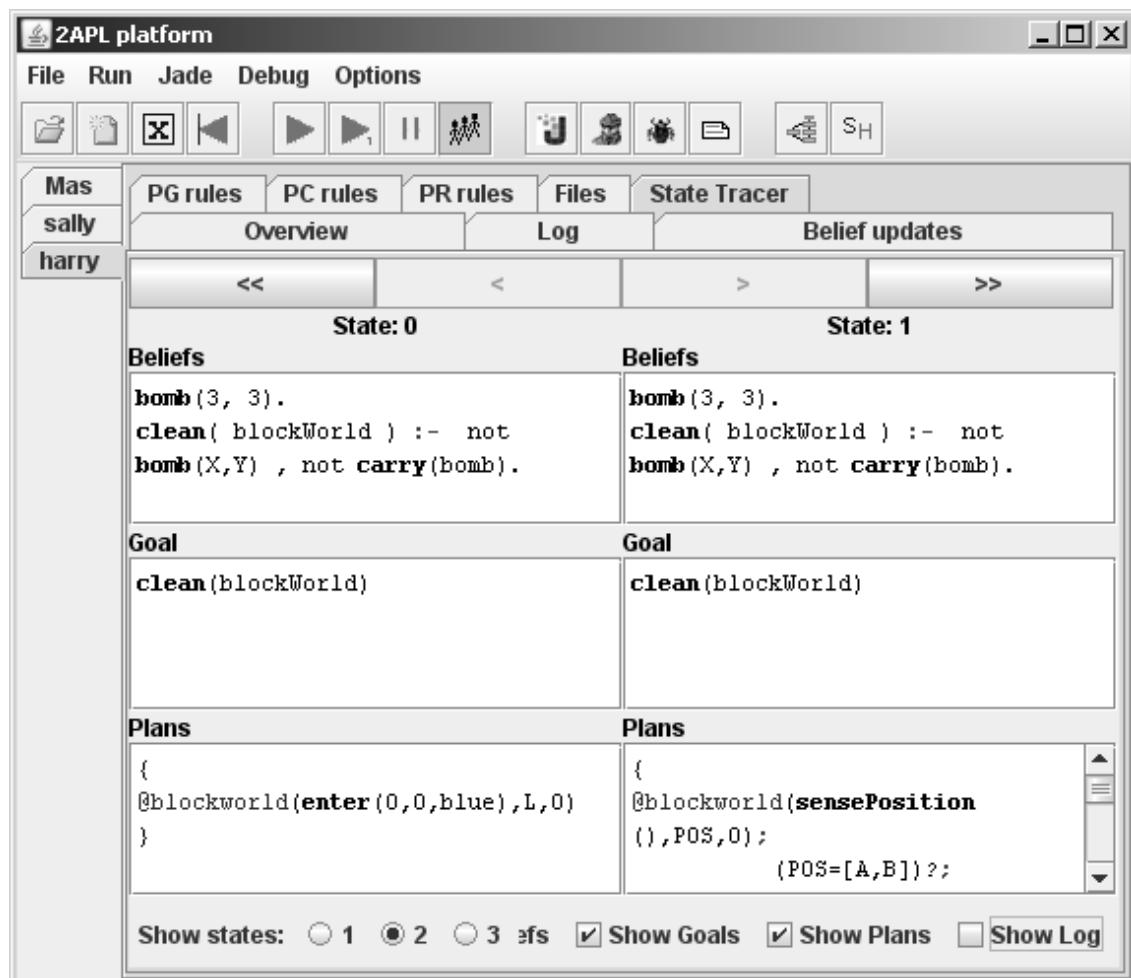 2APL platform
File Run Jade Debug Options
X 1 J SH
Mas
sally
harry
PG rules PC rules PR rules Files State Tracer
Overview Log Belief updates
<< < > >>
State: 0 State: 1
Beliefs Beliefs
bomb(3, 3). bomb(3, 3).
clean( blockWorld ) :- not clean( blockWorld ) :- not
bomb(X,Y) , not carry(bomb). bomb(X,Y) , not carry(bomb).
Goal Goal
clean(blockWorld) clean(blockWorld)
Plans Plans
{ {
@blockworld(enter(0,0,blue),L,0) @blockworld(sensePosition
} (),POS,0);
(POS=[A,B])?;
Show states: 1 2 3 efs Show Goals Show Plans Show Log